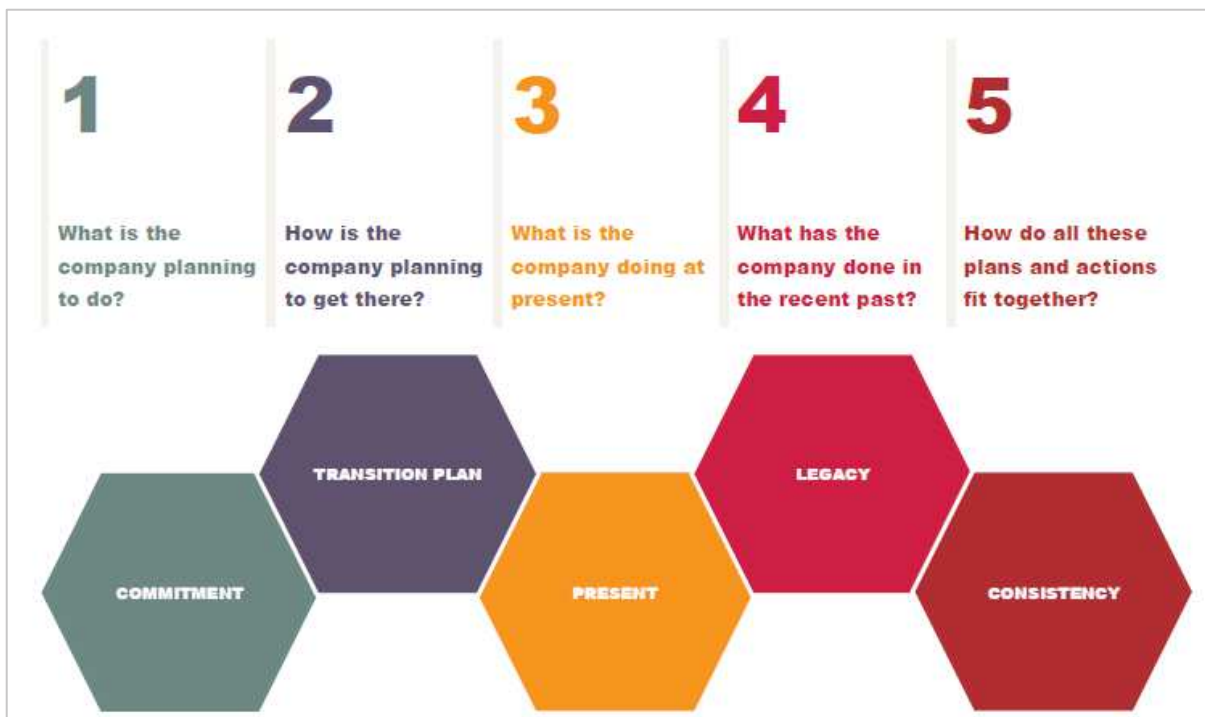 1
What is the
company planning
to do?
2
How is the
company planning
to get there?
3
What is the
company doing at
present?
4
What has the
company done in
the recent past?
5
How do all these
plans and actions
fit together?
COMMITMENT
TRANSITION PLAN
PRESENT
LEGACY
CONSISTENCY